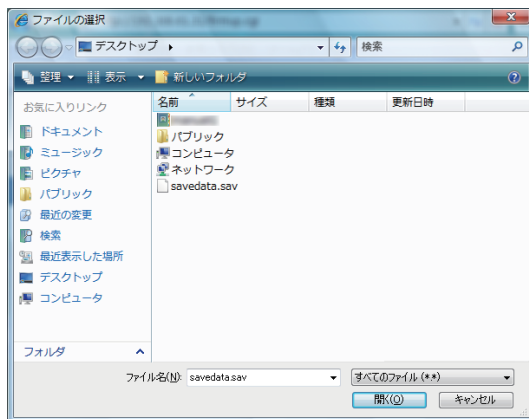 ファイルの選択
デスクトップ
検索
整理 表示 新しいフォルダ
お気に入りリンク
ドキュメント
ミュージック
ピクチャ
パブリック
最近の変更
検索
最近表示した場所
デスクトップ
コンピュータ
フォルダ
名前 サイズ 種類 更新日時
パブリック
コンピュータ
ネットワーク
savedata.sav
ファイル名(N): savedata.sav すべてのファイル (*.*)
開く(O) キャンセル